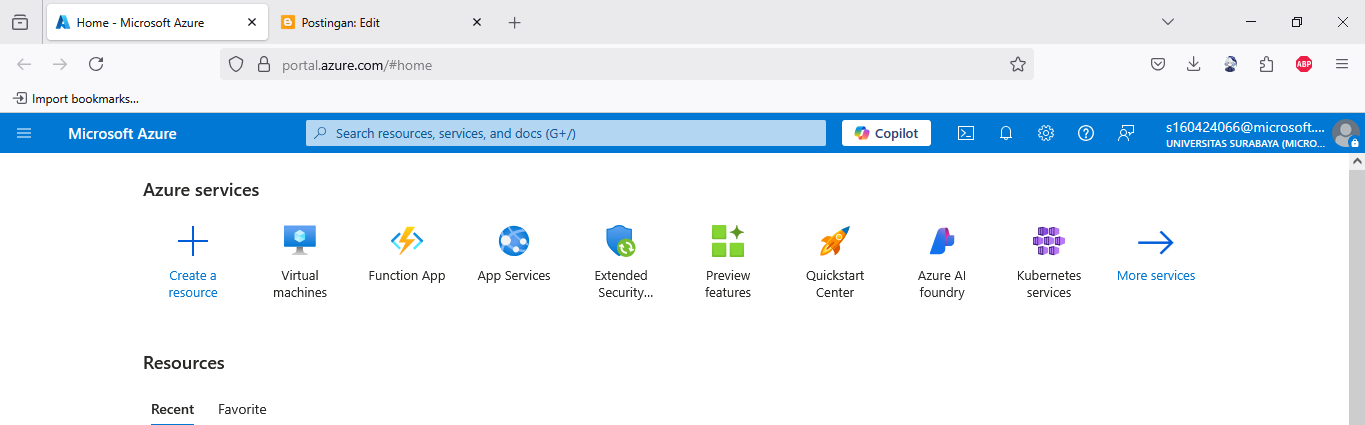 Home - Microsoft Azure
Postingan: Edit
portal.azure.com/#home
ABP
Import bookmarks...
Microsoft Azure
Search resources, services, and docs (G+/)
Copilot
s160424066@microsoft....
UNIVERSITAS SURABAYA (MICRO...
Azure services
Create a
resource
Virtual
machines
Function App
App Services
Extended
Security...
Preview
features
Quickstart
Center
Azure AI
foundry
Kubernetes
services
More services
Resources
Recent
Favorite